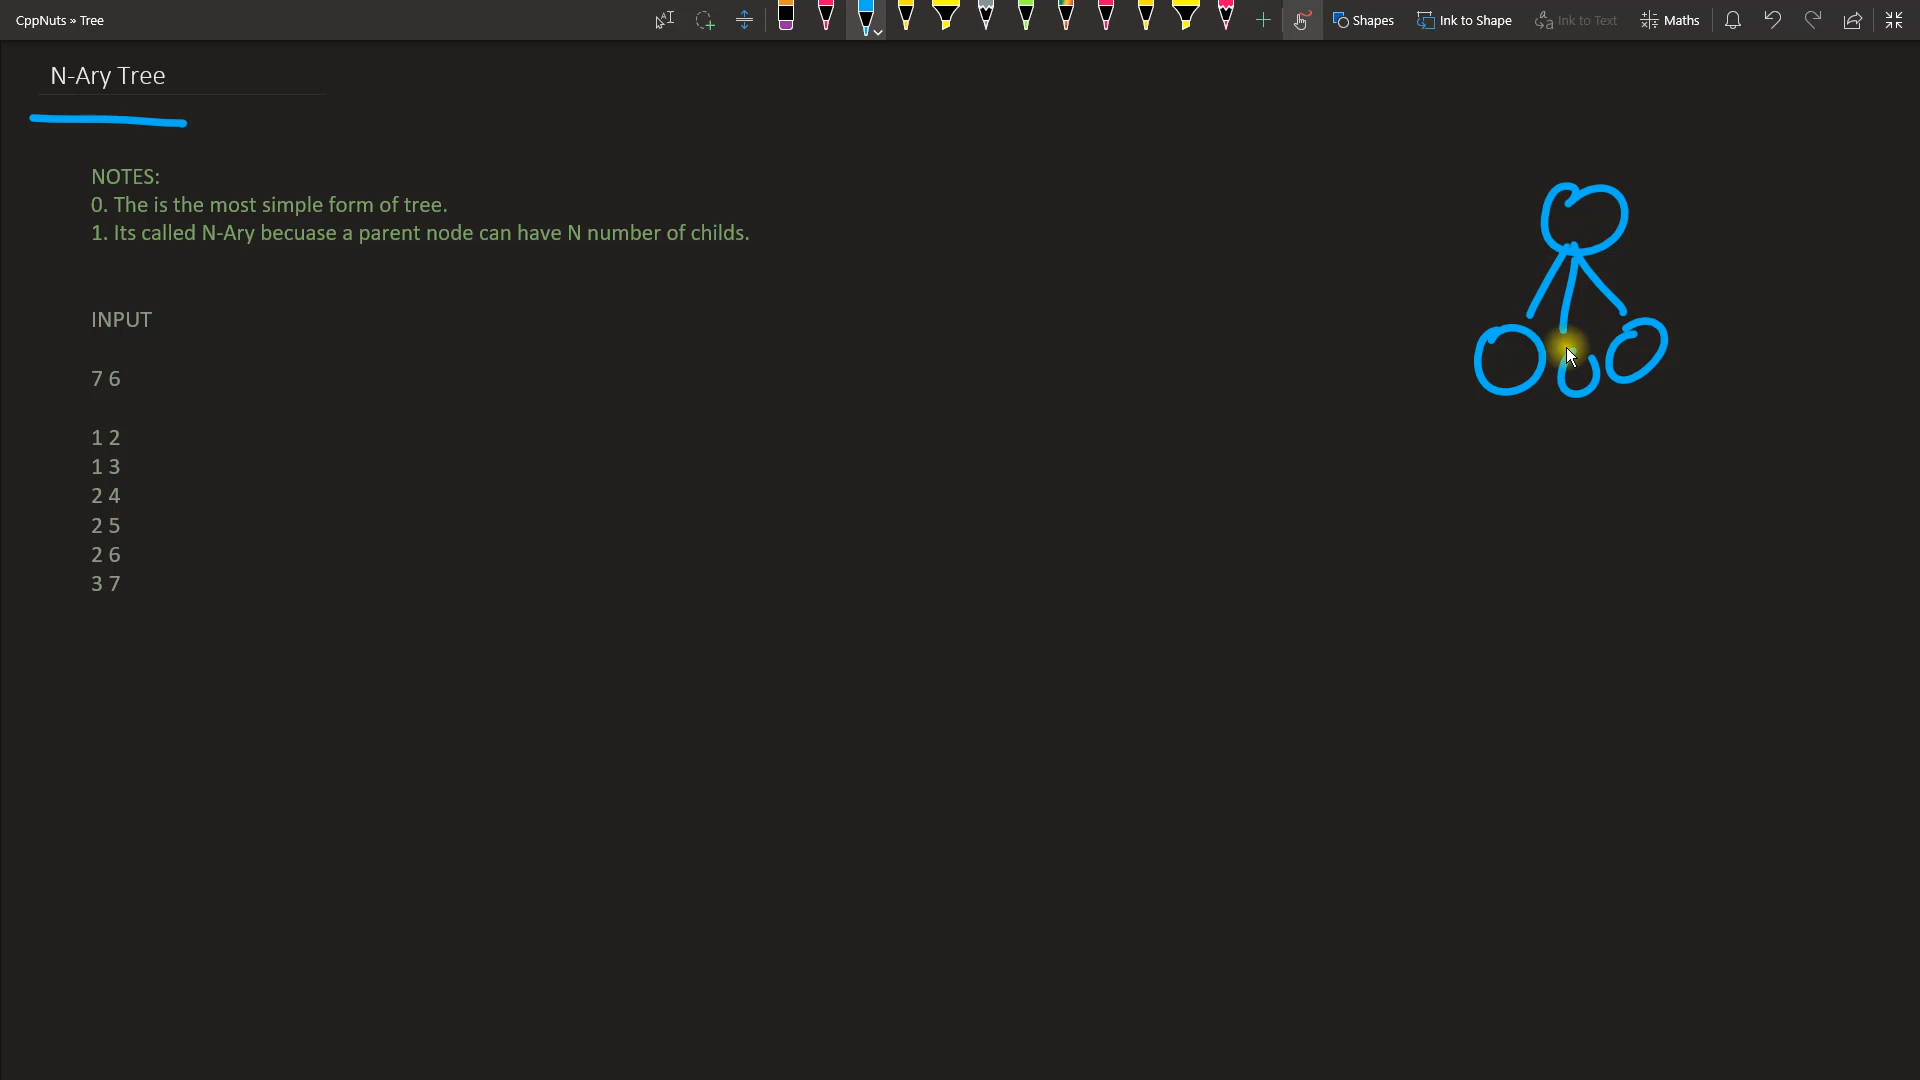 CppNuts » Tree
Shapes
Ink to Shape
Ink to Text
Maths
N-Ary Tree
NOTES:
0. The is the most simple form of tree.
1. Its called N-Ary becuase a parent node can have N number of childs.
INPUT
7 6
1 2
1 3
2 4
2 5
2 6
3 7